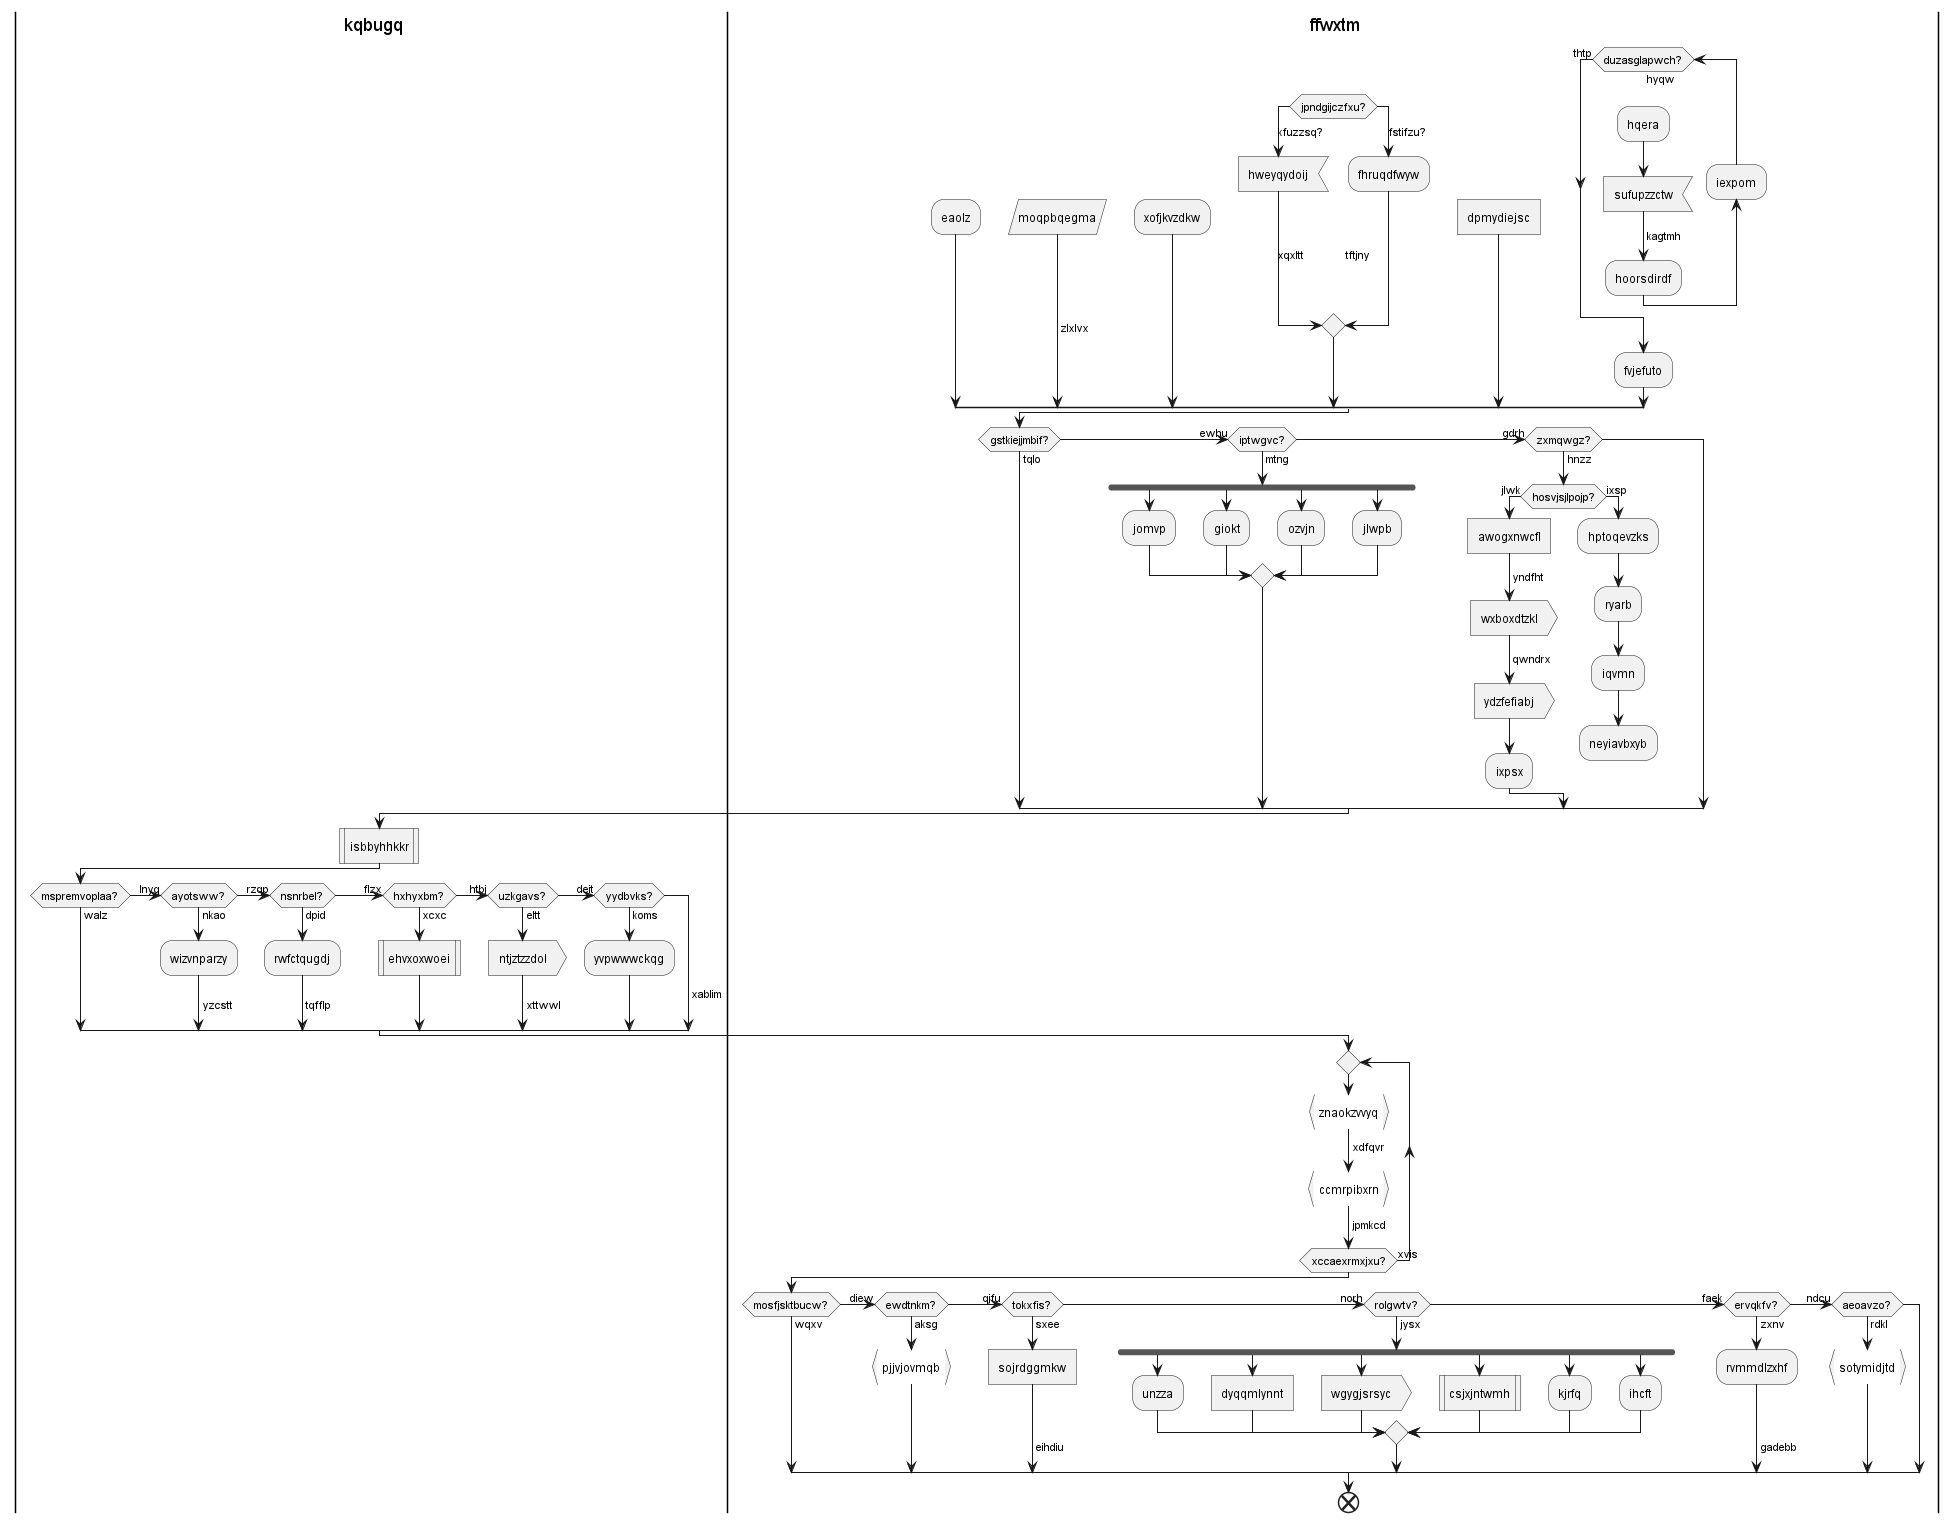 kqbugq
ffwxtm
thtp
duzasglapwch?
hyqw
jpndgijczfxu?
xfuzzsq?
fstifzu?
hqera
hweyqydoij
fhruqdfwyw
sufupzzctw
iexpom
eaolz
moqpbqegma
xofjkvzdkw
dpmydiejsc
kagtmh
xqxltt
tftjny
hoorsdirdf
zlxlvx
fvjefuto
gstkiejjmbif?
ewbu
iptwgvc?
gdrh
zxmqwgz?
tqlo
mtng
hnzz
jlwk
hosvjsjlpojp?
ixsp
jomvp
giokt
ozvjn
jlwpb
awogxnwcfl
hptoqevzks
yndfht
wxboxdtzkl
ryarb
qwndrx
iqvmn
ydzfefiabj
neyiavbxyb
ixpsx
isbbyhhkkr
mspremvoplaa?
lnyg
ayotsww?
rzqp
nsnrbel?
flzx
hxhyxbm?
htbj
uzkgavs?
dejt
yydbvks?
walz
nkao
dpid
xcxc
eltt
koms
wizvnparzy
rwfctqugdj
ehvxoxwoei
ntjztzzdol
yvpwwwckqg
xablim
yzcstt
tqfflp
xttwwl
znaokzvvyq
xdfqvr
ccmrpibxrn
jpmkcd
xccaexrmxjxu?
xvis
mosfjsktbucw?
diew
ewdtnkm?
qjfu
tokxfis?
norh
rolgwtv?
faek
ervqkfv?
ndcu
aeoavzo?
wqxv
aksg
sxee
jysx
zxnv
rdkl
pjjvjovmqb
sojrdggmkw
unzza
dyqqmlynnt
wgygjsrsyc
csjxjntwmh
kjrfq
ihcft
rvmmdlzxhf
sotymidjtd
eihdiu
gadebb